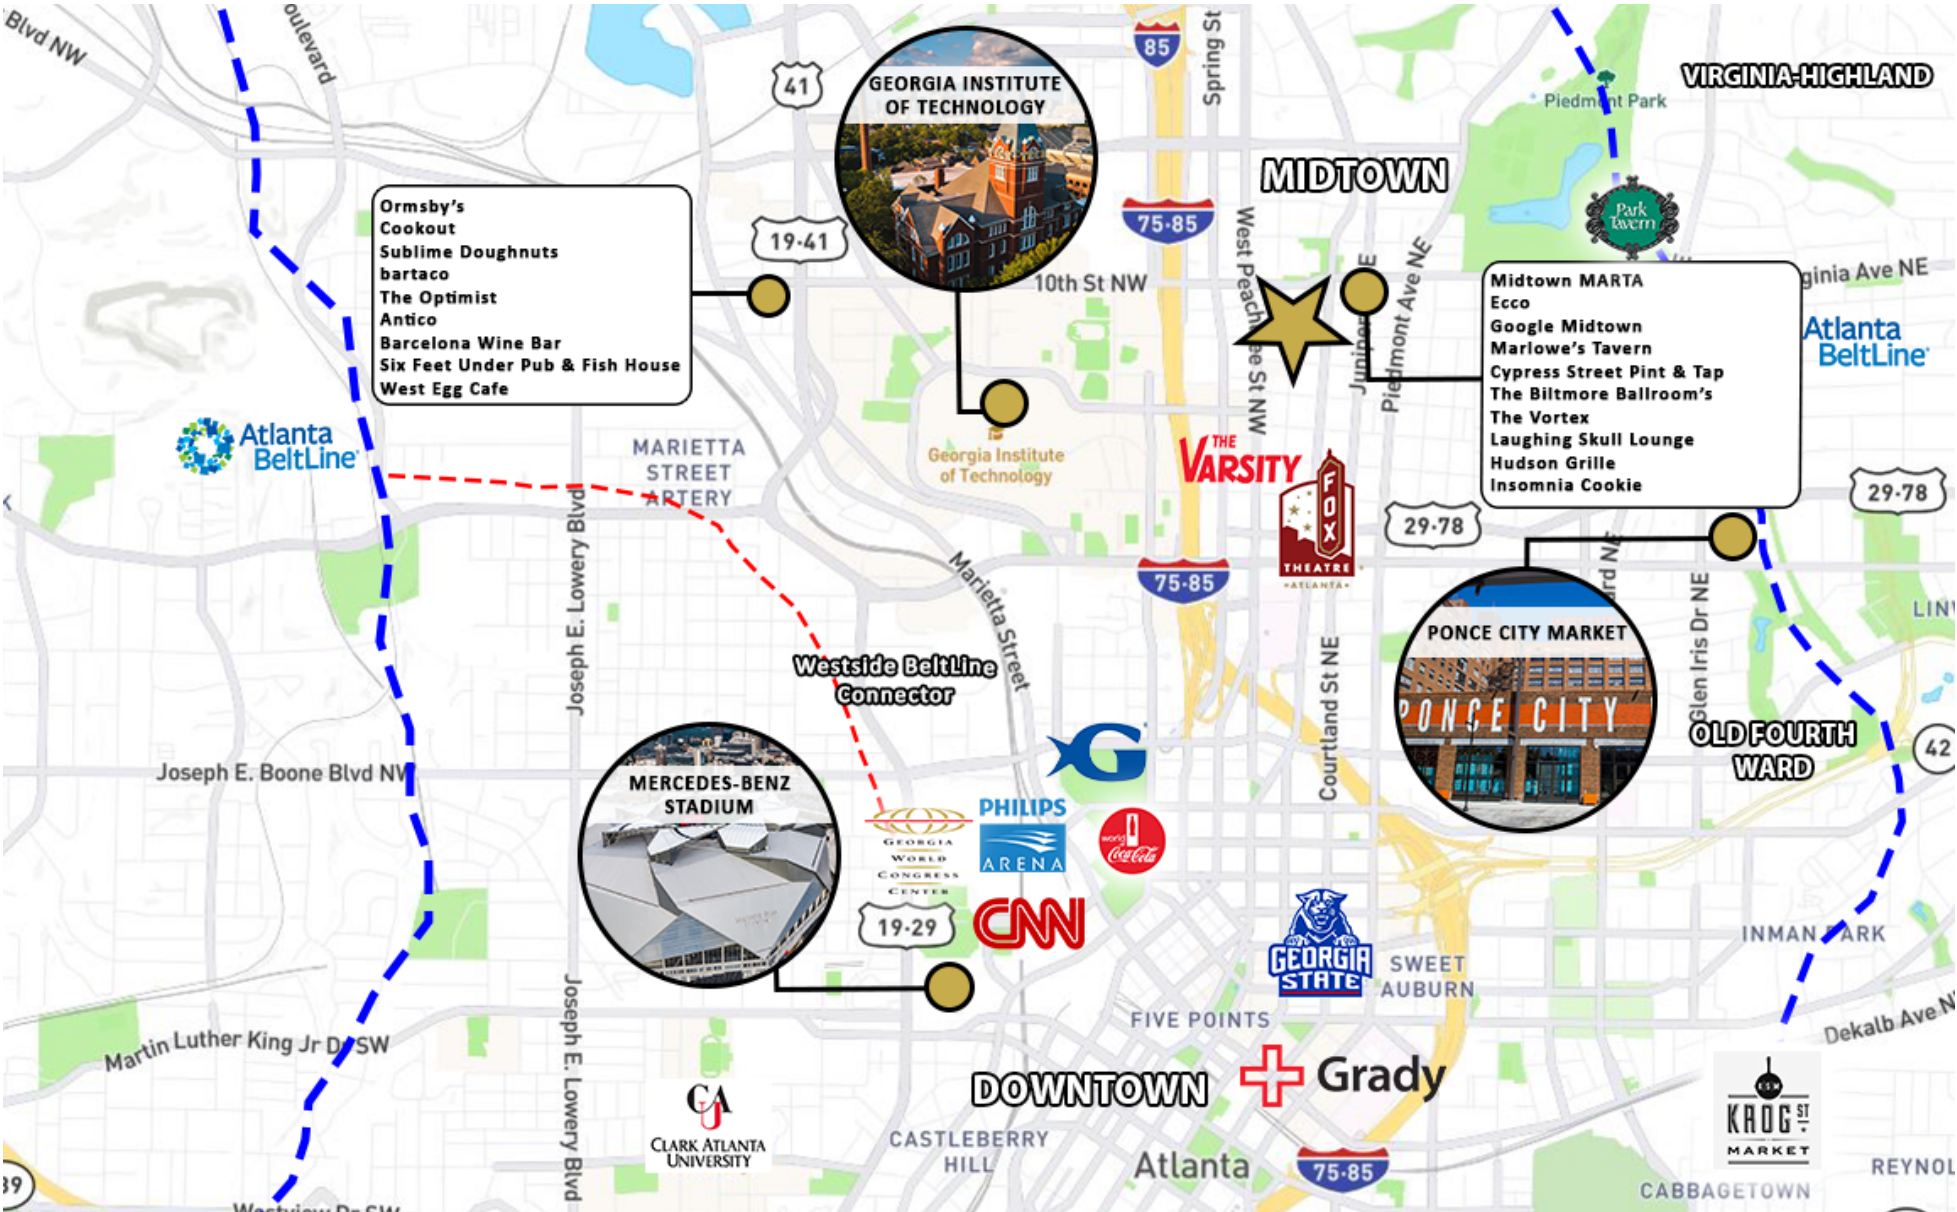 Blvd NW
oulevard
41
GEORGIA INSTITUTE
OF TECHNOLOGY
85
Spring St
Piedmont Park
VIRGINIA-HIGHLAND
MIDTOWN
Ormsby's
Cookout
Sublime Doughnuts
bartaco
The Optimist
Antico
Barcelona Wine Bar
Six Feet Under Pub & Fish House
West Egg Cafe
19-41
75-85
10th St NW
West Peachtree St NW
Juniper
E
Piedmont Ave NE
Park
Tavern
ginia Ave NE
Midtown MARTA
Ecco
Google Midtown
Marlowe's Tavern
Cypress Street Pint & Tap
The Biltmore Ballroom's
The Vortex
Laughing Skull Lounge
Hudson Grille
Insomnia Cookie
Atlanta
BeltLine
Atlanta
BeltLine
MARIETTA
STREET
ARTERY
Georgia Institute
of Technology
THE
VARSITY
FOX
THEATRE
•ATLANTA•
29-78
29-78
Joseph E. Lowery Blvd
Marietta Street
75-85
ard NE
Glen Iris Dr NE
LIN
PONCE CITY MARKET
PONCE CITY
Westside BeltLine
Connector
Courtland St NE
OLD FOURTH
WARD
42
Joseph E. Boone Blvd NW
MERCEDES-BENZ
STADIUM
G
GEORGIA
WORLD
CONGRESS
CENTER
PHILIPS
ARENA
World
Coca-Cola
19-29
CNN
GEORGIA
STATE
SWEET
AUBURN
INMAN PARK
FIVE POINTS
Dekalb Ave N
Martin Luther King Jr Dr SW
Joseph E. Lowery Blvd
CAU
CLARK ATLANTA
UNIVERSITY
DOWNTOWN
Grady
CASTLEBERRY
HILL
Atlanta
75-85
KROG ST
MARKET
REYNOL
CABBAGETOWN
39
Westview Dr SW